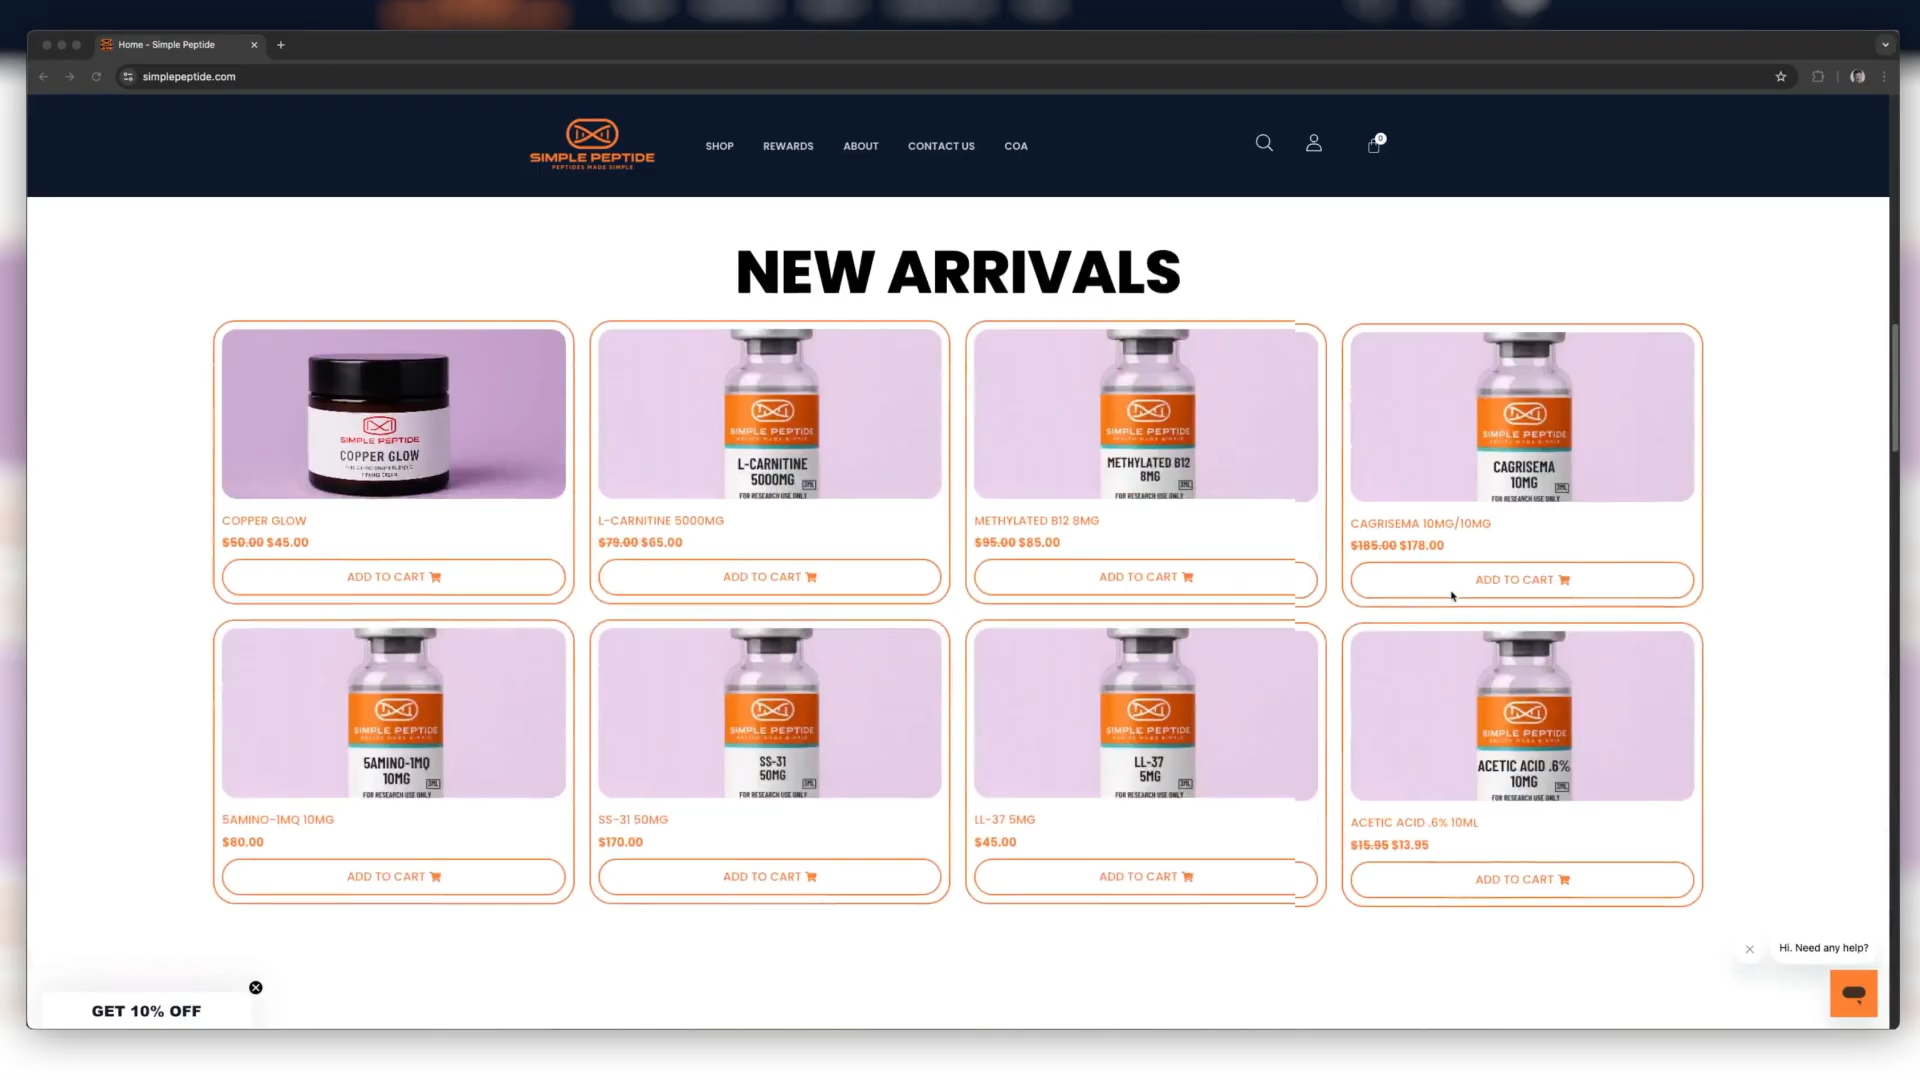 Home - Simple Peptide
simplepeptide.com
SIMPLE PEPTIDE
PEPTIDES MADE SIMPLE
SHOP
REWARDS
ABOUT
CONTACT US
COA
0
NEW ARRIVALS
SIMPLE PEPTIDE
COPPER GLOW
COPPER GLOW
$50.00 $45.00
ADD TO CART
SIMPLE PEPTIDE
L-CARNITINE
5000MG
3ML
FOR RESEARCH USE ONLY
L-CARNITINE 5000MG
$79.00 $65.00
ADD TO CART
SIMPLE PEPTIDE
METHYLATED B12
8MG
3ML
FOR RESEARCH USE ONLY
METHYLATED B12 8MG
$95.00 $85.00
ADD TO CART
SIMPLE PEPTIDE
CAGRISEMA
10MG
3ML
FOR RESEARCH USE ONLY
CAGRISEMA 10MG/10MG
$185.00 $178.00
ADD TO CART
SIMPLE PEPTIDE
5AMINO-1MQ
10MG
3ML
FOR RESEARCH USE ONLY
5AMINO-1MQ 10MG
$80.00
ADD TO CART
SIMPLE PEPTIDE
SS-31
50MG
3ML
FOR RESEARCH USE ONLY
SS-31 50MG
$170.00
ADD TO CART
SIMPLE PEPTIDE
LL-37
5MG
3ML
FOR RESEARCH USE ONLY
LL-37 5MG
$45.00
ADD TO CART
SIMPLE PEPTIDE
ACETIC ACID .6%
10MG
3ML
FOR RESEARCH USE ONLY
ACETIC ACID .6% 10ML
$15.95 $13.95
ADD TO CART
Hi. Need any help?
GET 10% OFF